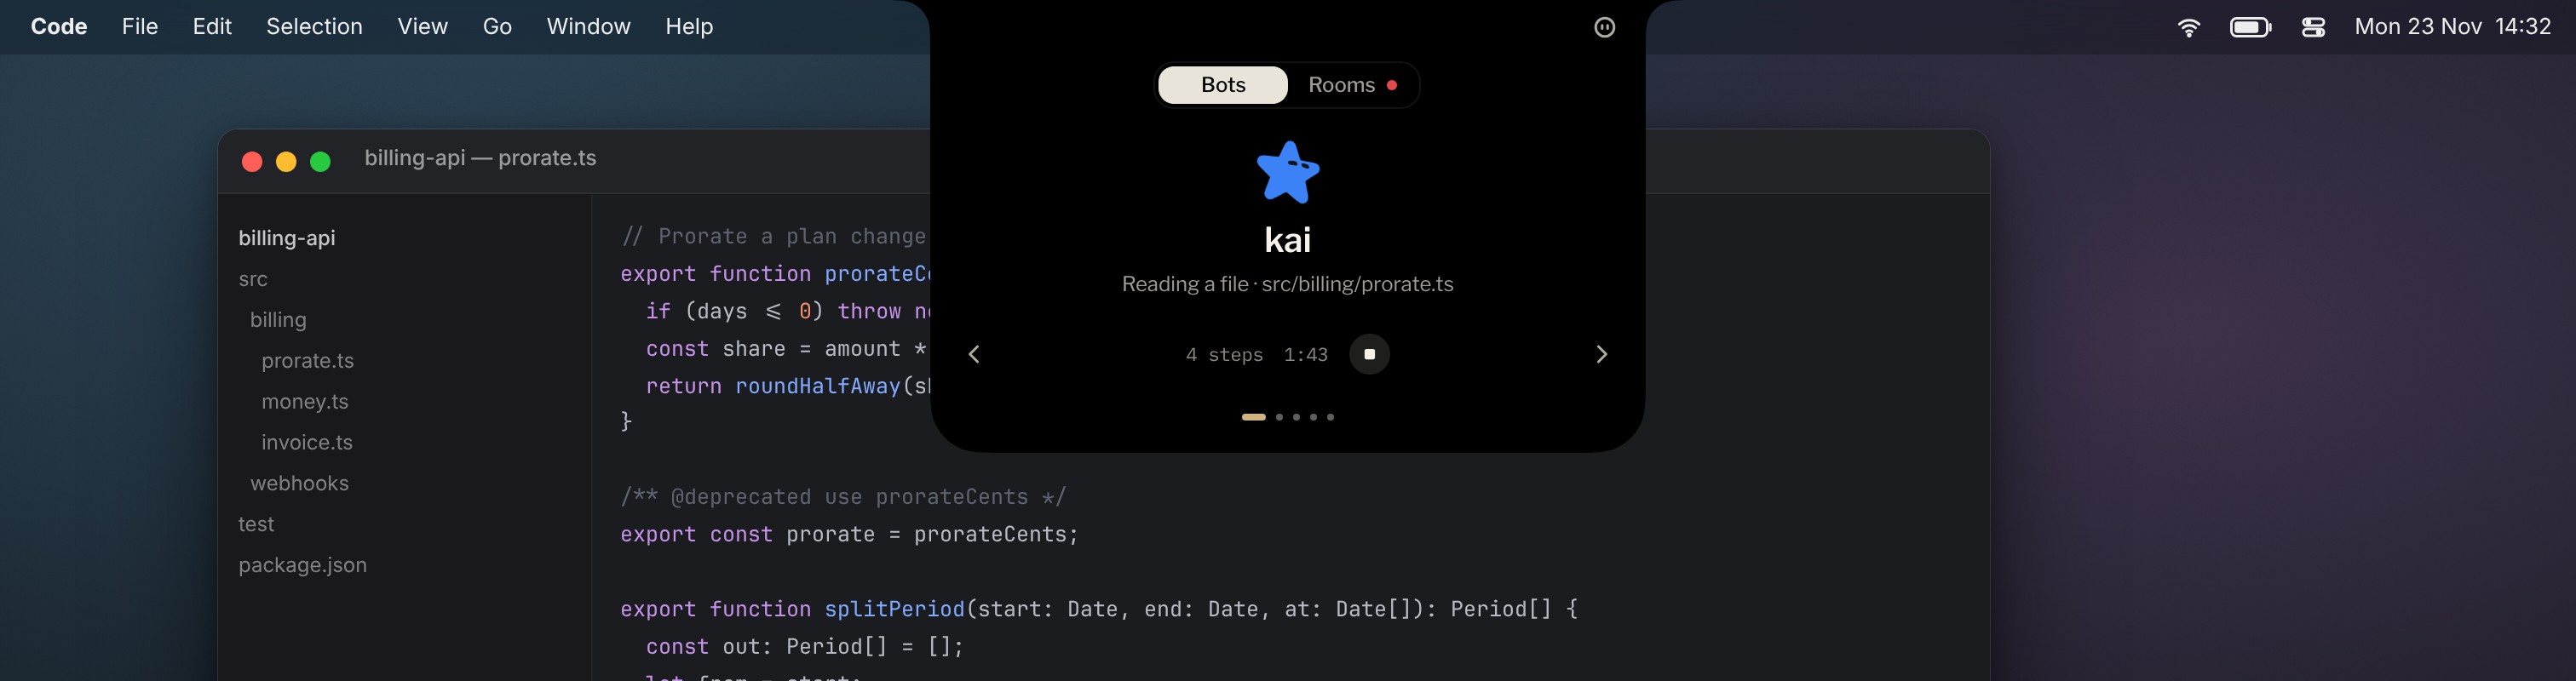 Code File Edit Selection View Go Window Help
Mon 23 Nov 14:32
Bots Rooms
kai
Reading a file · src/billing/prorate.ts
4 steps 1:43
billing-api — prorate.ts
billing-api
src
billing
prorate.ts
money.ts
invoice.ts
webhooks
test
package.json
// Prorate a plan change
export function
if (days <= 0) throw
const share = amount *
return roundHalfAway(
}
/** @deprecated use prorateCents */
export const prorate = prorateCents;
export function splitPeriod(start: Date, end: Date, at: Date[]): Period[] {
const out: Period[] = [];